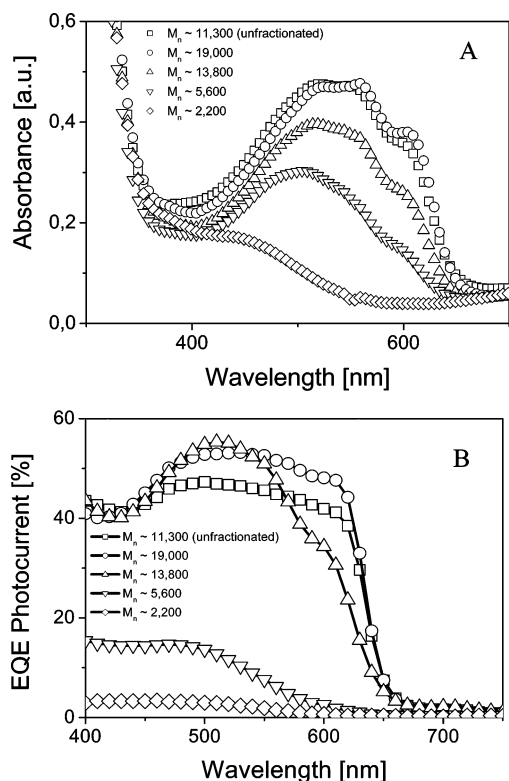 0,6
M_n ~ 11,300 (unfractionated)
M_n ~ 19,000
M_n ~ 13,800
M_n ~ 5,600
M_n ~ 2,200
A
0,4
0,2
0,0
Absorbance [a.u.]
400 600
Wavelength [nm]
60
B
40
M_n ~ 11,300 (unfractionated)
M_n ~ 19,000
M_n ~ 13,800
M_n ~ 5,600
M_n ~ 2,200
20
0
EQE Photocurrent [%]
400 500 600 700
Wavelength [nm]